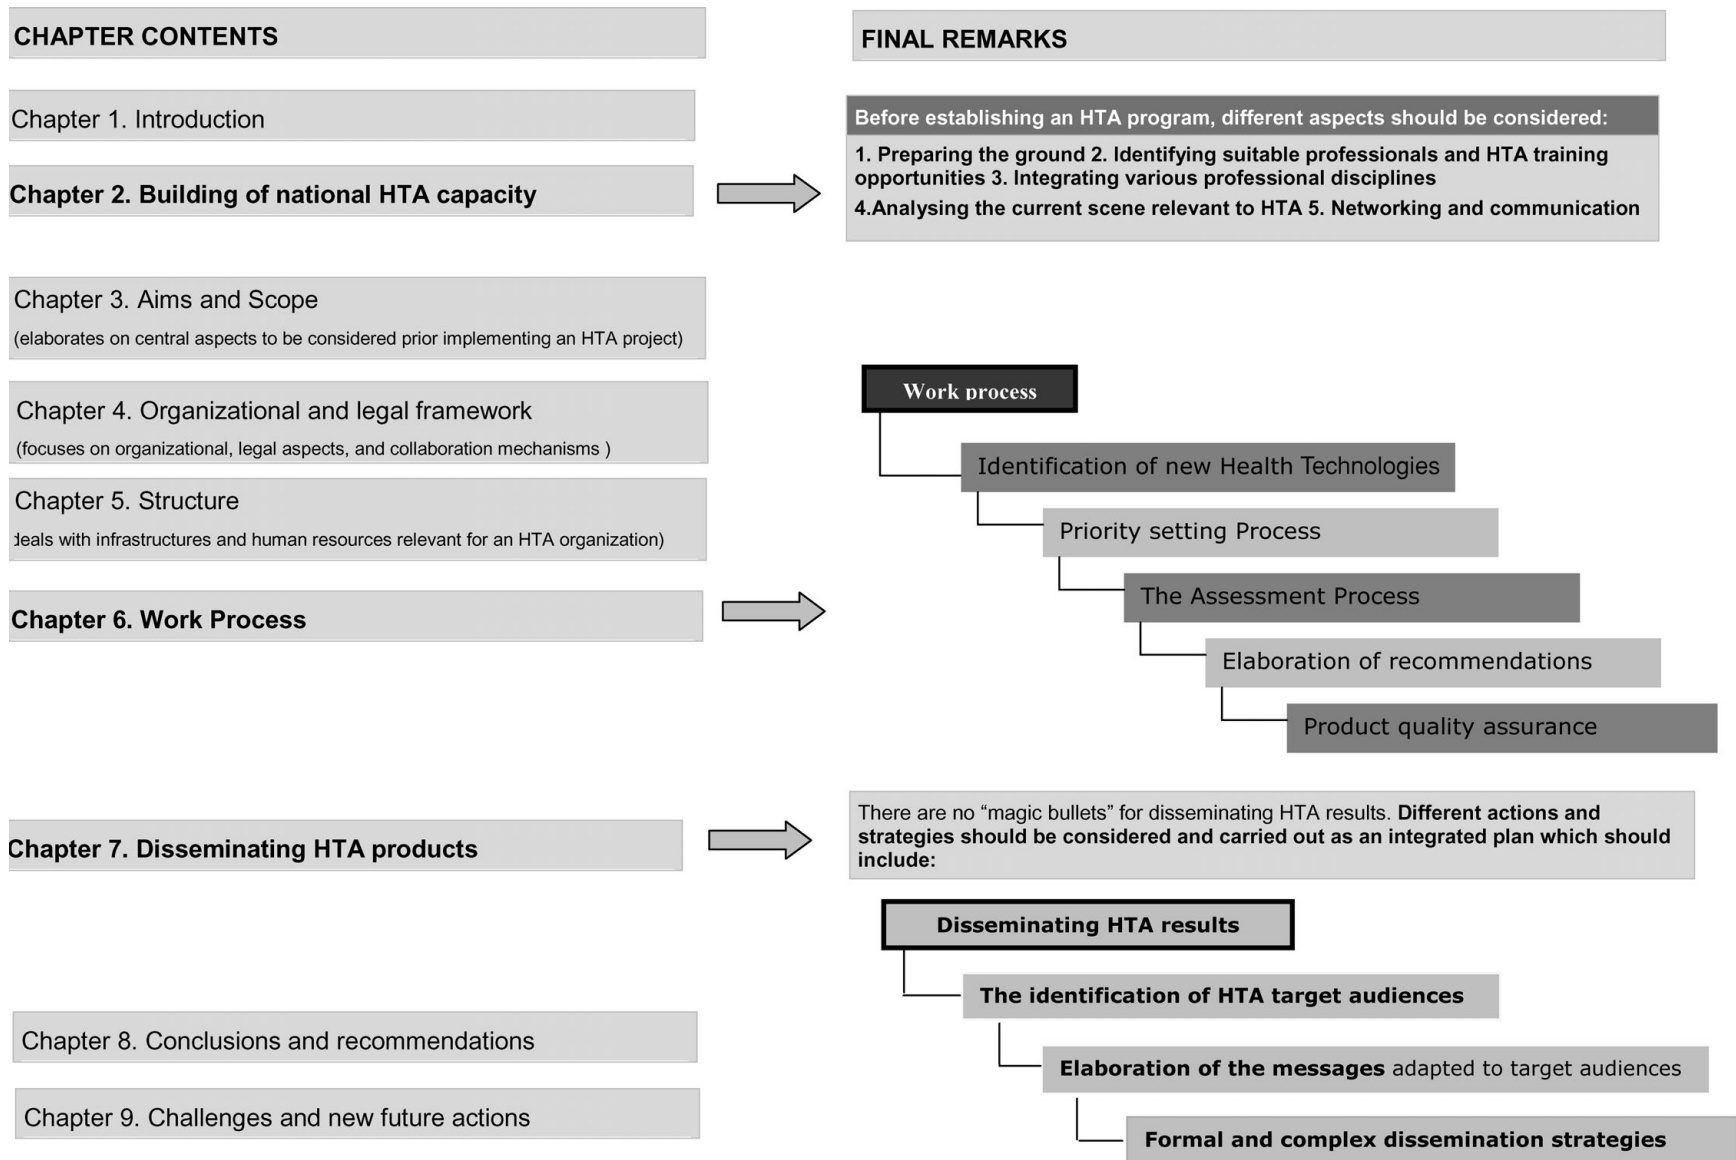 CHAPTER CONTENTS
Chapter 1. Introduction
Chapter 2. Building of national HTA capacity
Chapter 3. Aims and Scope
(elaborates on central aspects to be considered prior implementing an HTA project)
Chapter 4. Organizational and legal framework
(focuses on organizational, legal aspects, and collaboration mechanisms )
Chapter 5. Structure
deals with infrastructures and human resources relevant for an HTA organization)
Chapter 6. Work Process
Chapter 7. Disseminating HTA products
Chapter 8. Conclusions and recommendations
Chapter 9. Challenges and new future actions
FINAL REMARKS
Before establishing an HTA program, different aspects should be considered:
1. Preparing the ground 2. Identifying suitable professionals and HTA training
opportunities 3. Integrating various professional disciplines
4.Analysing the current scene relevant to HTA 5. Networking and communication
Work process
Identification of new Health Technologies
Priority setting Process
The Assessment Process
Elaboration of recommendations
Product quality assurance
There are no “magic bullets” for disseminating HTA results. Different actions and
strategies should be considered and carried out as an integrated plan which should
include:
Disseminating HTA results
The identification of HTA target audiences
Elaboration of the messages adapted to target audiences
Formal and complex dissemination strategies